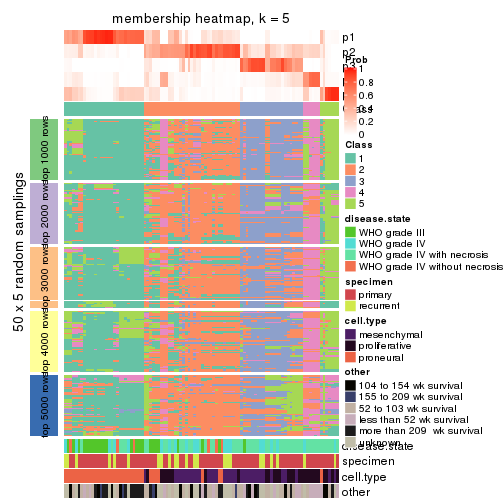 membership heatmap, k = 5
p1
p2
Prob
1
0.8
0.6
0.4
0.2
0
Class
1
2
3
4
5
disease.state
WHO grade III
WHO grade IV
WHO grade IV with necrosis
WHO grade IV without necrosis
specimen
primary
recurrent
cell.type
mesenchymal
proliferative
proneural
other
104 to 154 wk survival
155 to 209 wk survival
52 to 103 wk survival
less than 52 wk survival
more than 209 wk survival
unknown
50 x 5 random samplings
top 1000 rows
top 2000 rows
top 3000 rows
top 4000 rows
top 5000 rows
disease.state
specimen
cell.type
other